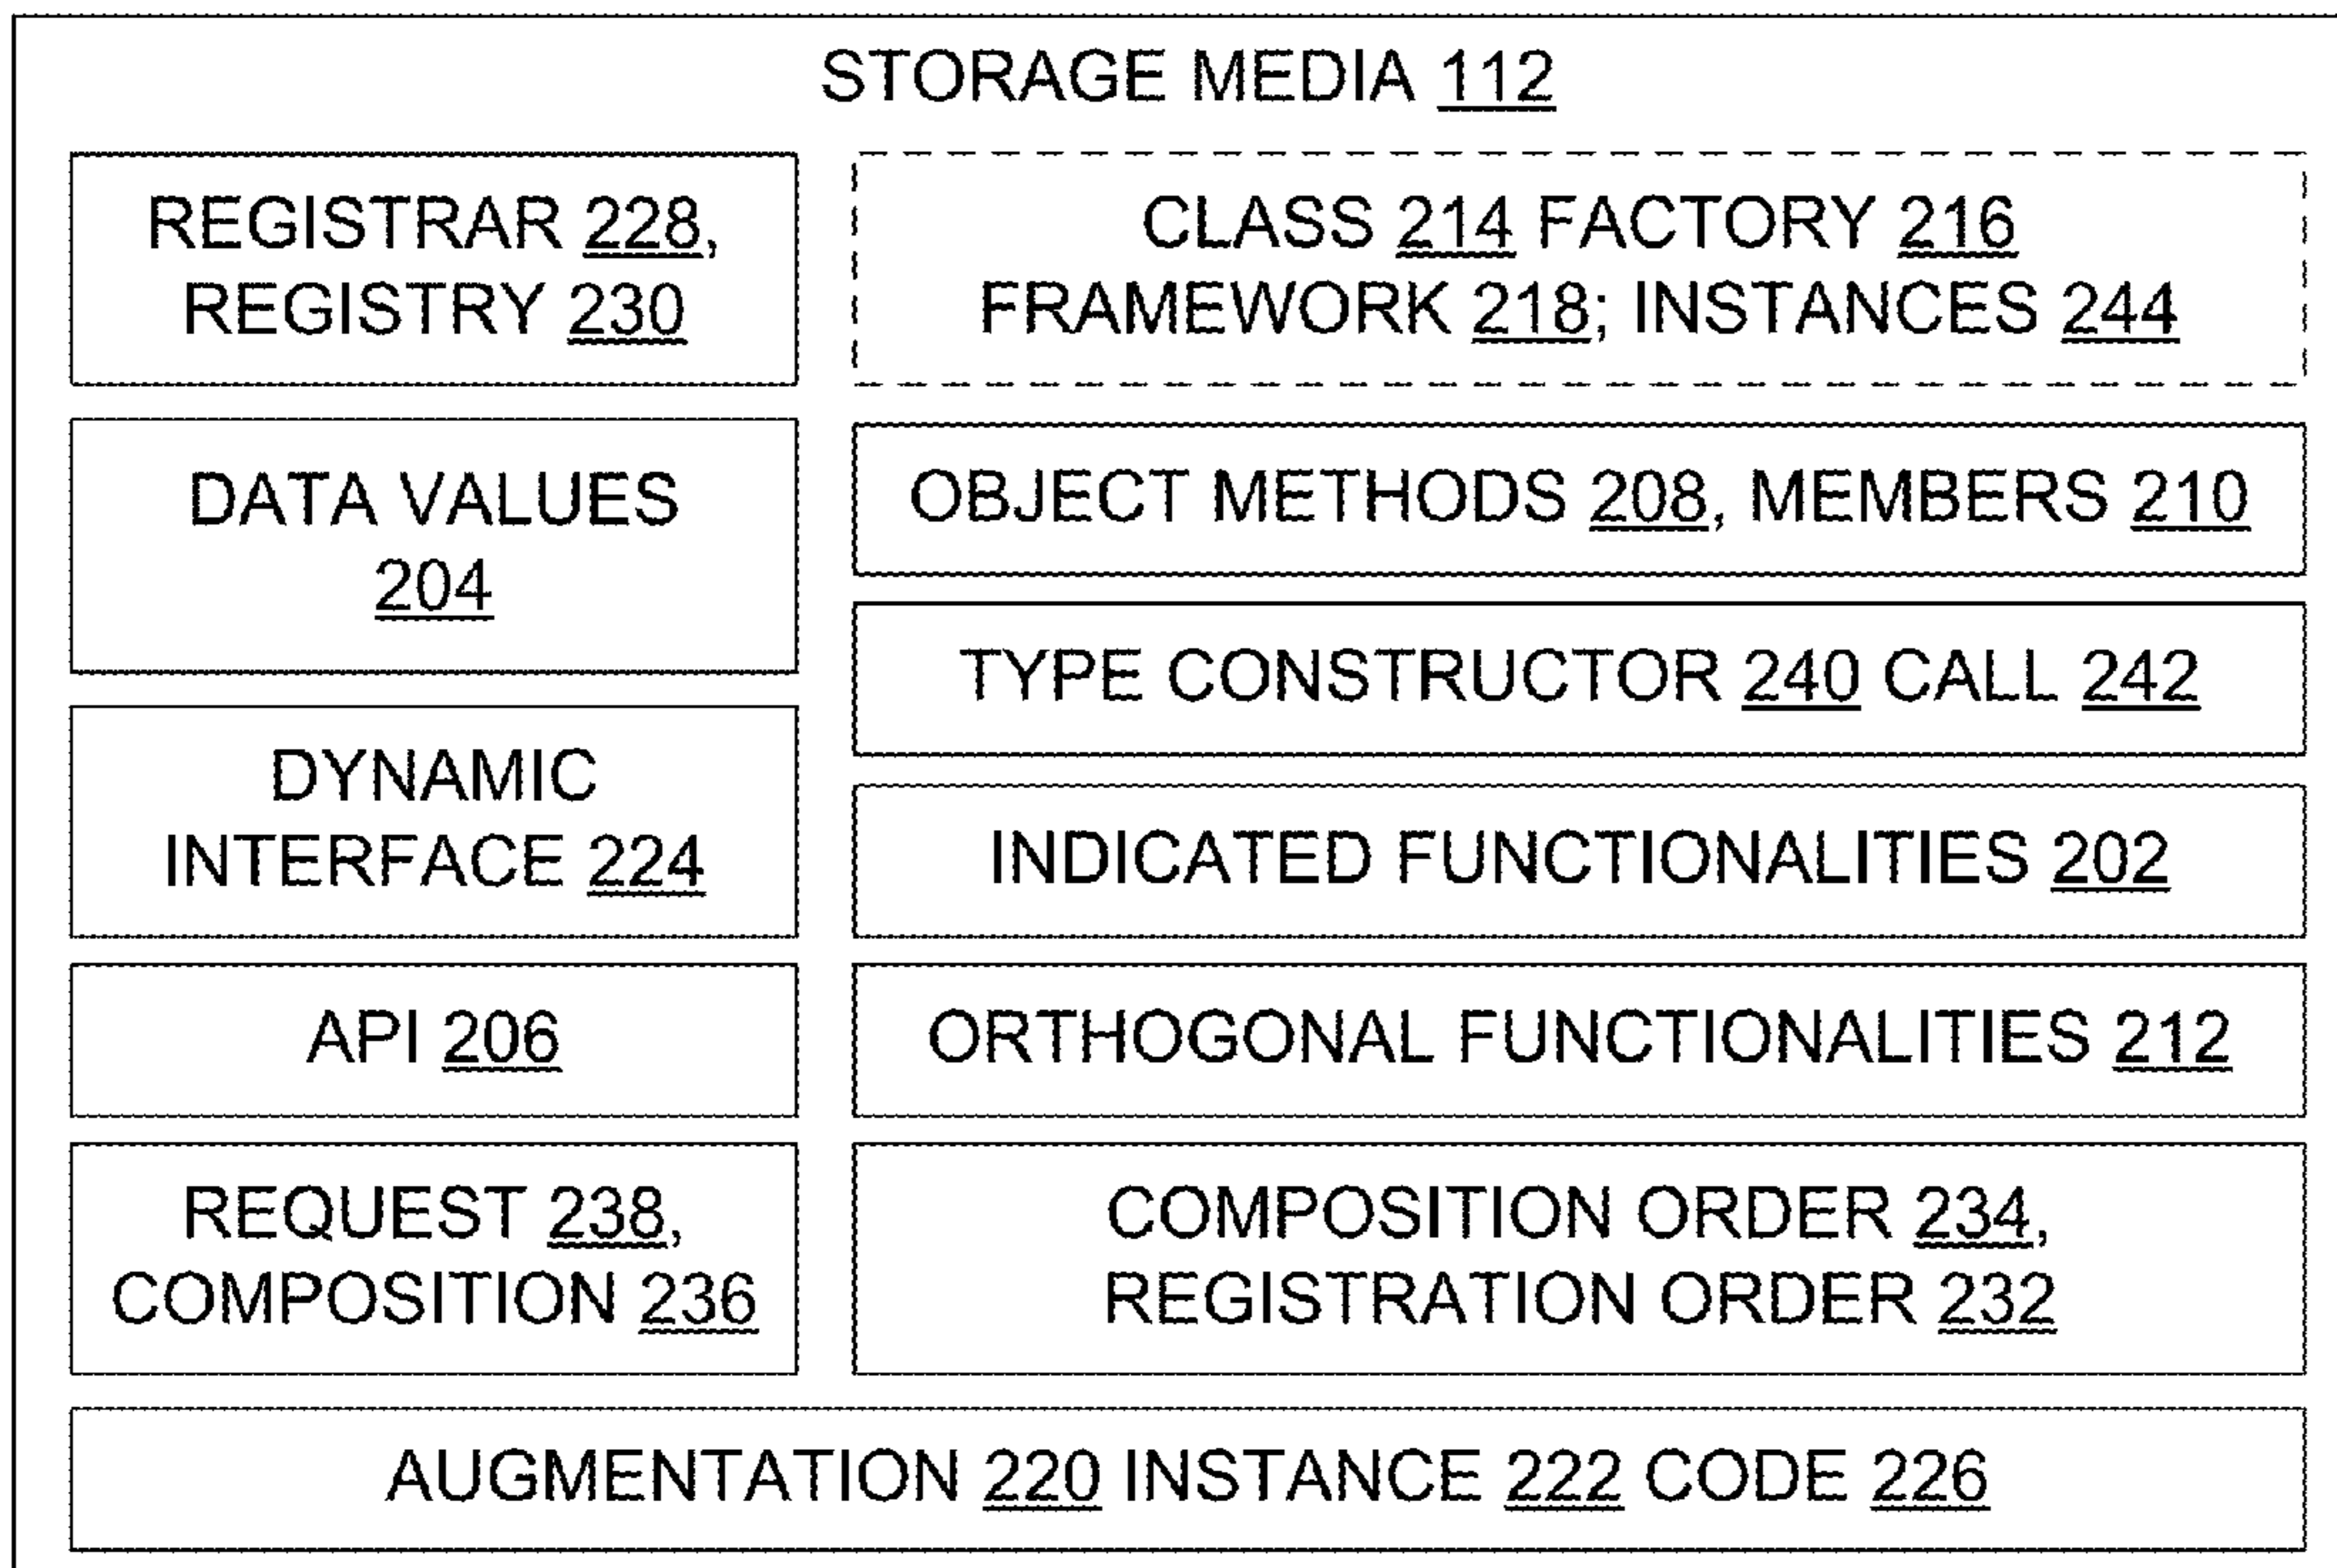 STORAGE MEDIA 112
REGISTRAR 228,
REGISTRY 230
CLASS 214 FACTORY 216
FRAMEWORK 218; INSTANCES 244
DATA VALUES
204
OBJECT METHODS 208, MEMBERS 210
TYPE CONSTRUCTOR 240 CALL 242
DYNAMIC
INTERFACE 224
INDICATED FUNCTIONALITIES 202
API 206
ORTHOGONAL FUNCTIONALITIES 212
REQUEST 238,
COMPOSITION 236
COMPOSITION ORDER 234,
REGISTRATION ORDER 232
AUGMENTATION 220 INSTANCE 222 CODE 226